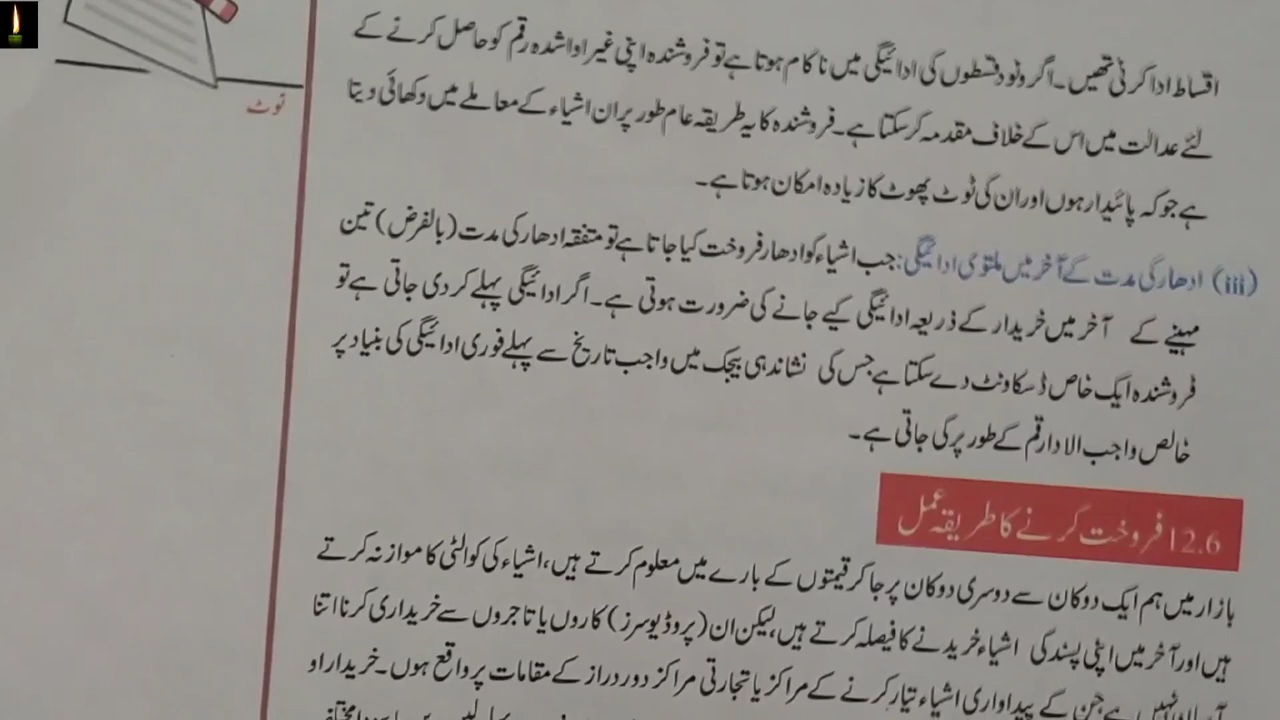 نوٹ
اقساط ادا کرنی تھیں۔ اگر ونود قسطوں کی ادائیگی میں ناکام ہوتا ہے تو فروشندہ اپنی غیر ادا شدہ رقم کو حاصل کرنے کے
لئے عدالت میں اس کے خلاف مقدمہ کر سکتا ہے۔ فروشندہ کا یہ طریقہ عام طور پر ان اشیاء کے معاملے میں دکھائی دیتا
ہے جو کہ پائیدار ہوں اور ان کی ٹوٹ پھوٹ کا زیادہ امکان ہوتا ہے۔
(iii) ادھار کی مدت کے آخر میں ملتوی ادائیگی: جب اشیاء کو ادھار فروخت کیا جاتا ہے تو متفقہ ادھار کی مدت (بالفرض) تین
مہینے کے آخر میں خریدار کے ذریعہ ادائیگی کیے جانے کی ضرورت ہوتی ہے۔ اگر ادائیگی پہلے کر دی جاتی ہے تو
فروشندہ ایک خاص ڈسکاونٹ دے سکتا ہے جس کی نشاندہی بیجک میں واجب تاریخ سے پہلے فوری ادائیگی کی بنیاد پر
خالص واجب الادا رقم کے طور پر کی جاتی ہے۔
12.6 فروخت کرنے کا طریقہ عمل
بازار میں ہم ایک دوکان سے دوسری دوکان پر جا کر قیمتوں کے بارے میں معلوم کرتے ہیں، اشیاء کی کوالٹی کا موازنہ کرتے
ہیں اور آخر میں اپنی پسند کی اشیاء خریدنے کا فیصلہ کرتے ہیں، لیکن ان (پروڈیوسرز) کاروں یا تاجروں سے خریداری کرنا اتنا
آسان نہیں ہے جن کے پیداواری اشیاء تیار کرنے کے مراکز یا تجارتی مراکز دور دراز کے مقامات پر واقع ہوں۔ خریدار او